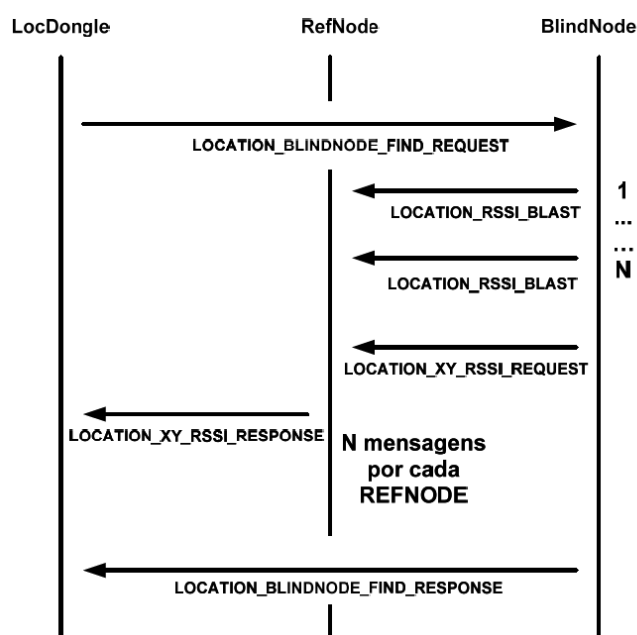 LocDongle
RefNode
BlindNode
LOCATION_BLINDNODE_FIND_REQUEST
1
LOCATION_RSSI_BLAST
...
...
N
LOCATION_RSSI_BLAST
LOCATION_XY_RSSI_REQUEST
LOCATION_XY_RSSI_RESPONSE
N mensagens
por cada
REFNODE
LOCATION_BLINDNODE_FIND_RESPONSE